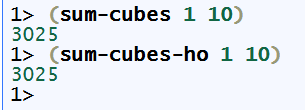 1> (sum-cubes 1 10)
3025
1> (sum-cubes-ho 1 10)
3025
1>